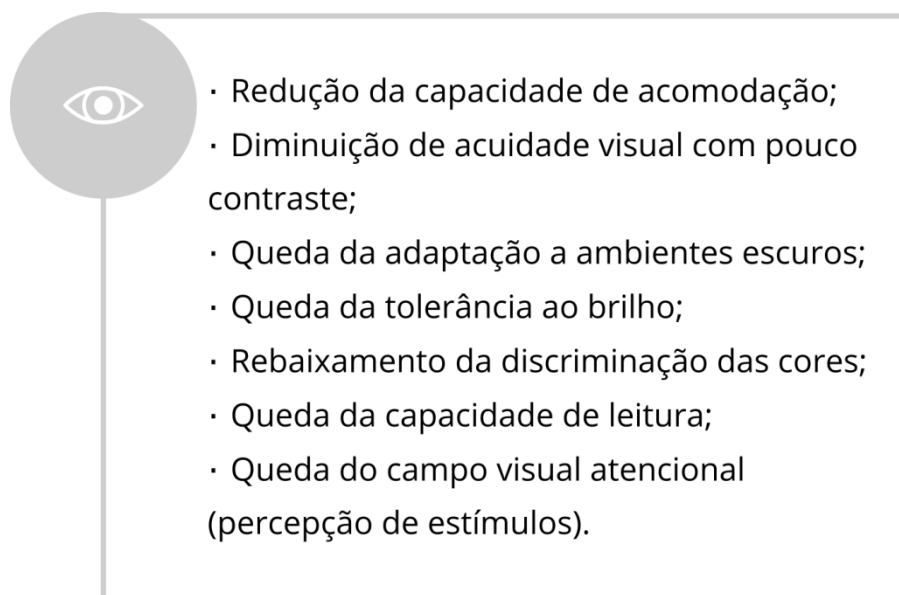 · Redução da capacidade de acomodação;
· Diminuição de acuidade visual com pouco
contraste;
· Queda da adaptação a ambientes escuros;
· Queda da tolerância ao brilho;
· Rebaixamento da discriminação das cores;
· Queda da capacidade de leitura;
· Queda do campo visual atencional
(percepção de estímulos).